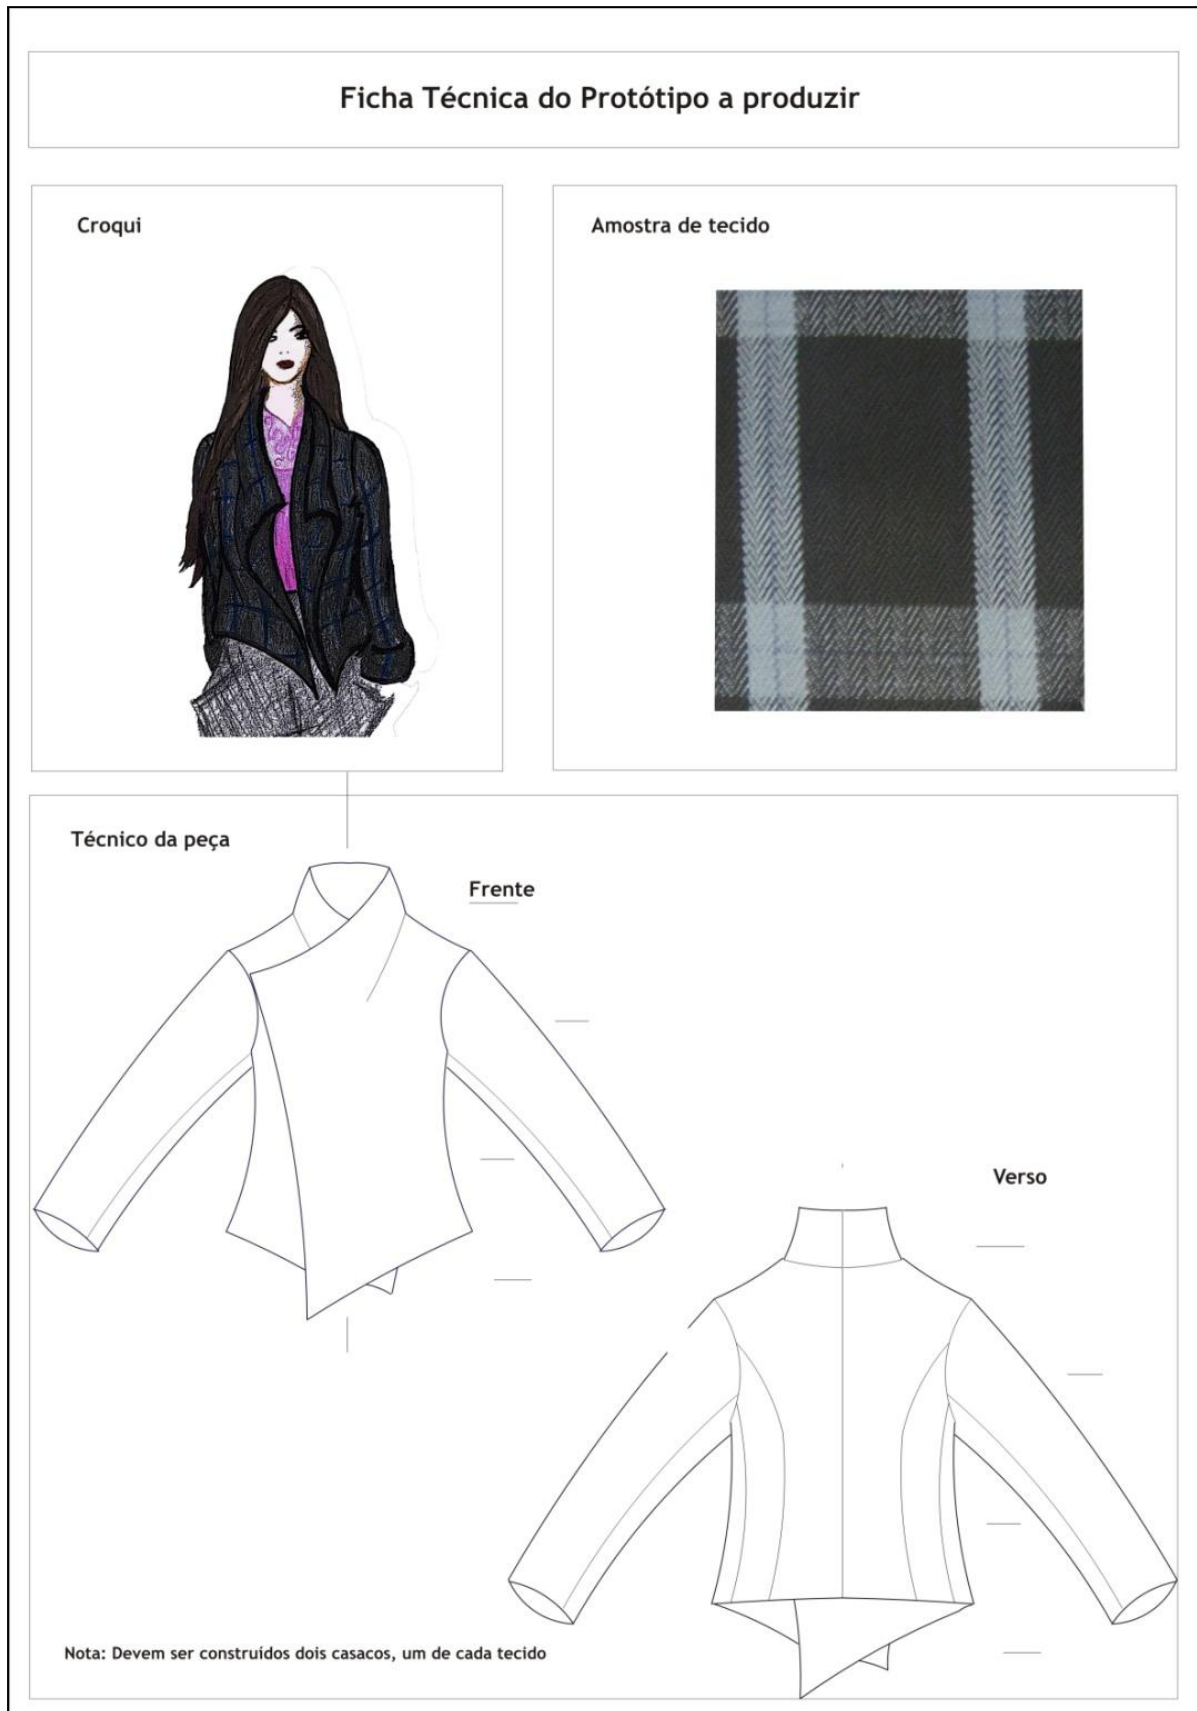 Ficha Técnica do Protótipo a produzir
Croqui
Amostra de tecido
Técnico da peça
Frente
Verso
Nota: Devem ser construídos dois casacos, um de cada tecido